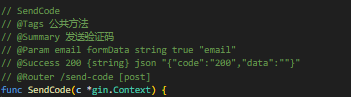 // SendCode
// @Tags 公共方法
// @Summary 发送验证码
// @Param email formData string true "email"
// @Success 200 {string} json "{"code":"200","data":""}"
// @Router /send-code [post]
func SendCode(c *gin.Context) {